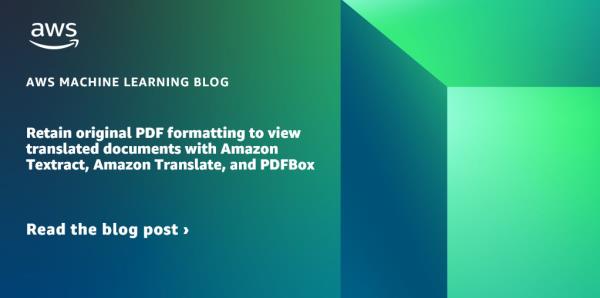 aws
AWS MACHINE LEARNING BLOG
Retain original PDF formatting to view
translated documents with Amazon
Textract, Amazon Translate, and PDFBox
Read the blog post ›